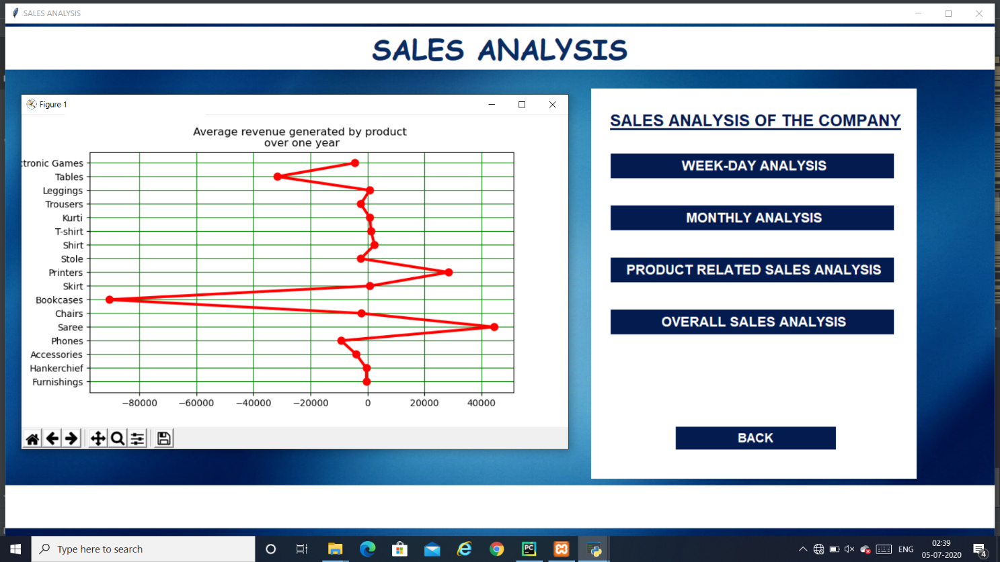 SALES ANALYSIS
SALES ANALYSIS
Figure 1
Average revenue generated by product
over one year
ctronic Games
Tables
Leggings
Trousers
Kurti
T-shirt
Shirt
Stole
Printers
Skirt
Bookcases
Chairs
Saree
Phones
Accessories
Hankerchief
Furnishings
−80000 −60000 −40000 −20000 0 20000 40000
SALES ANALYSIS OF THE COMPANY
WEEK-DAY ANALYSIS
MONTHLY ANALYSIS
PRODUCT RELATED SALES ANALYSIS
OVERALL SALES ANALYSIS
BACK
Type here to search
PC
ENG
02:39
05-07-2020
4